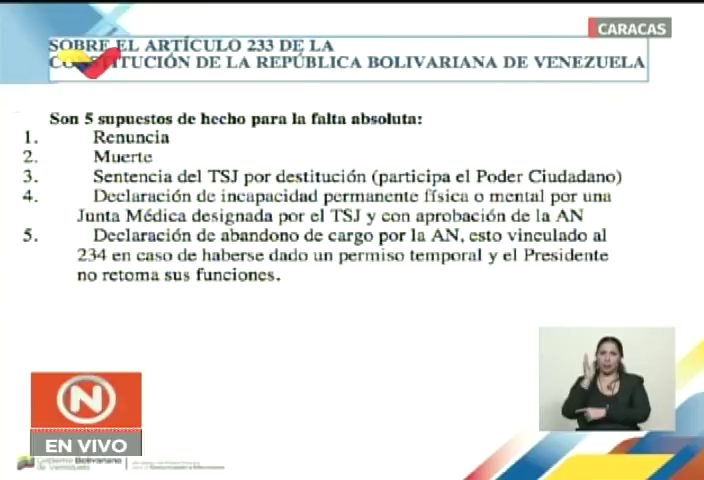 CARACAS
SOBRE EL ARTÍCULO 233 DE LA
CONSTITUCIÓN DE LA REPÚBLICA BOLIVARIANA DE VENEZUELA
Son 5 supuestos de hecho para la falta absoluta:
1. Renuncia
2. Muerte
3. Sentencia del TSJ por destitución (participa el Poder Ciudadano)
4. Declaración de incapacidad permanente física o mental por una
Junta Médica designada por el TSJ y con aprobación de la AN
5. Declaración de abandono de cargo por la AN, esto vinculado al
234 en caso de haberse dado un permiso temporal y el Presidente
no retoma sus funciones.
N
EN VIVO
Gobierno Bolivariano
de Venezuela